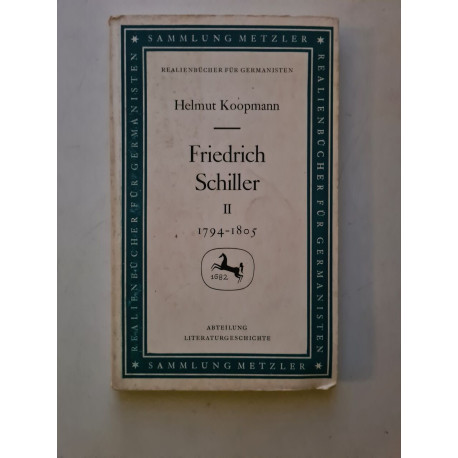 * SAMMLUNG METZLER *
REALIENBÜCHER FÜR GERMANISTEN
REALIENBÜCHER FÜR GERMANISTEN
REALIENBÜCHER FÜR GERMANISTEN
Helmut Koopmann
Friedrich
Schiller
II
1794-1805
1682
ABTEILUNG
LITERATURGESCHICHTE
* SAMMLUNG METZLER *